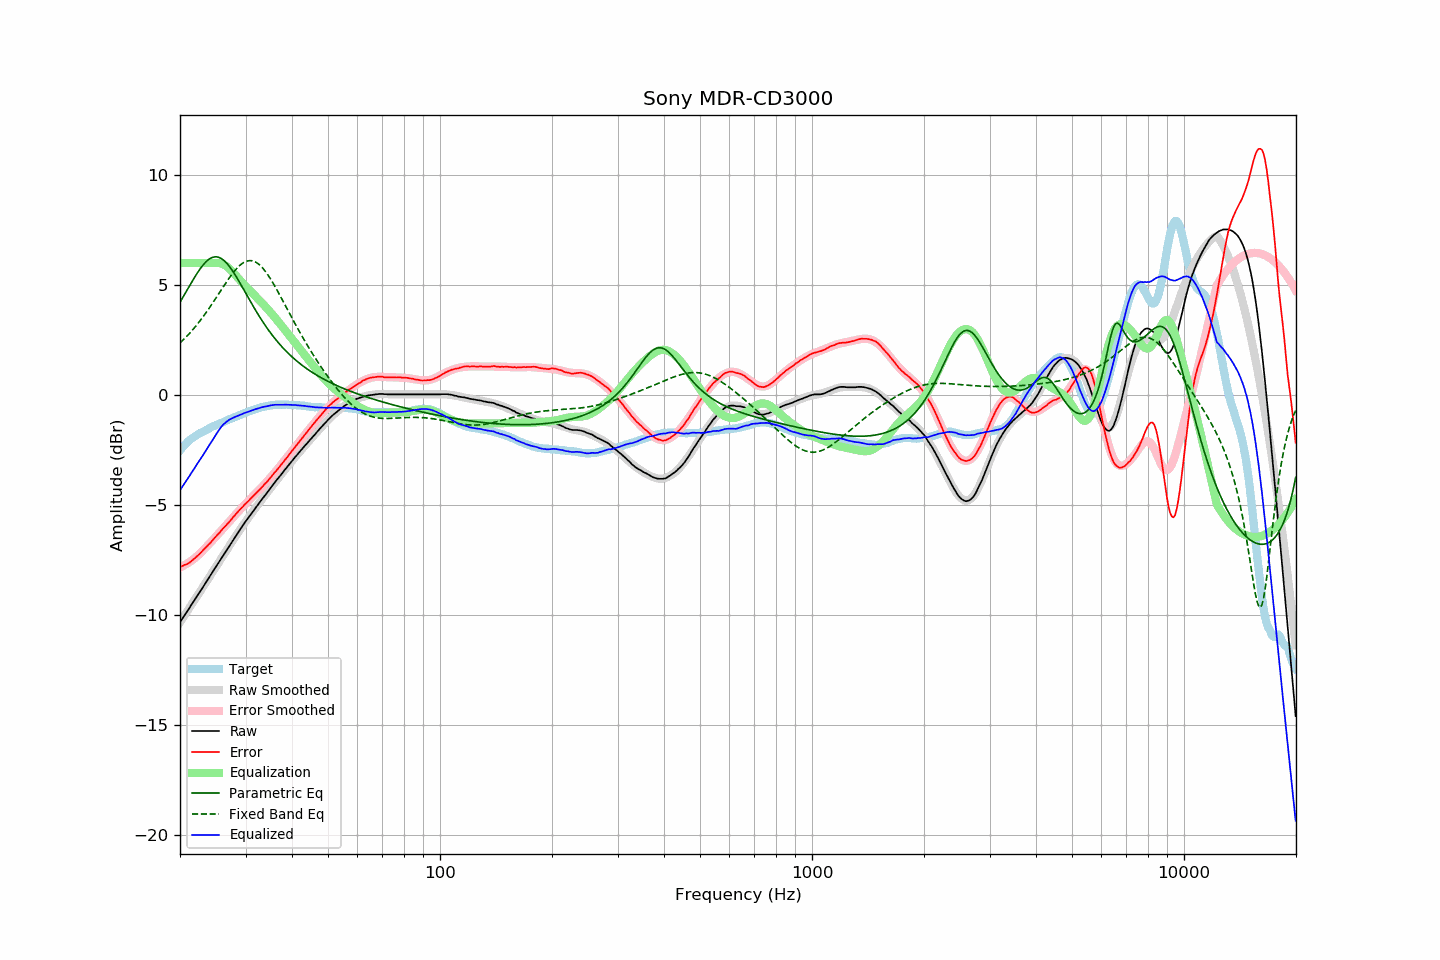 Sony MDR-CD3000
10
5
0
−5
−10
−15
−20
Amplitude (dBr)
Target
Raw Smoothed
Error Smoothed
Raw
Error
Equalization
Parametric Eq
Fixed Band Eq
Equalized
100
1000
10000
Frequency (Hz)